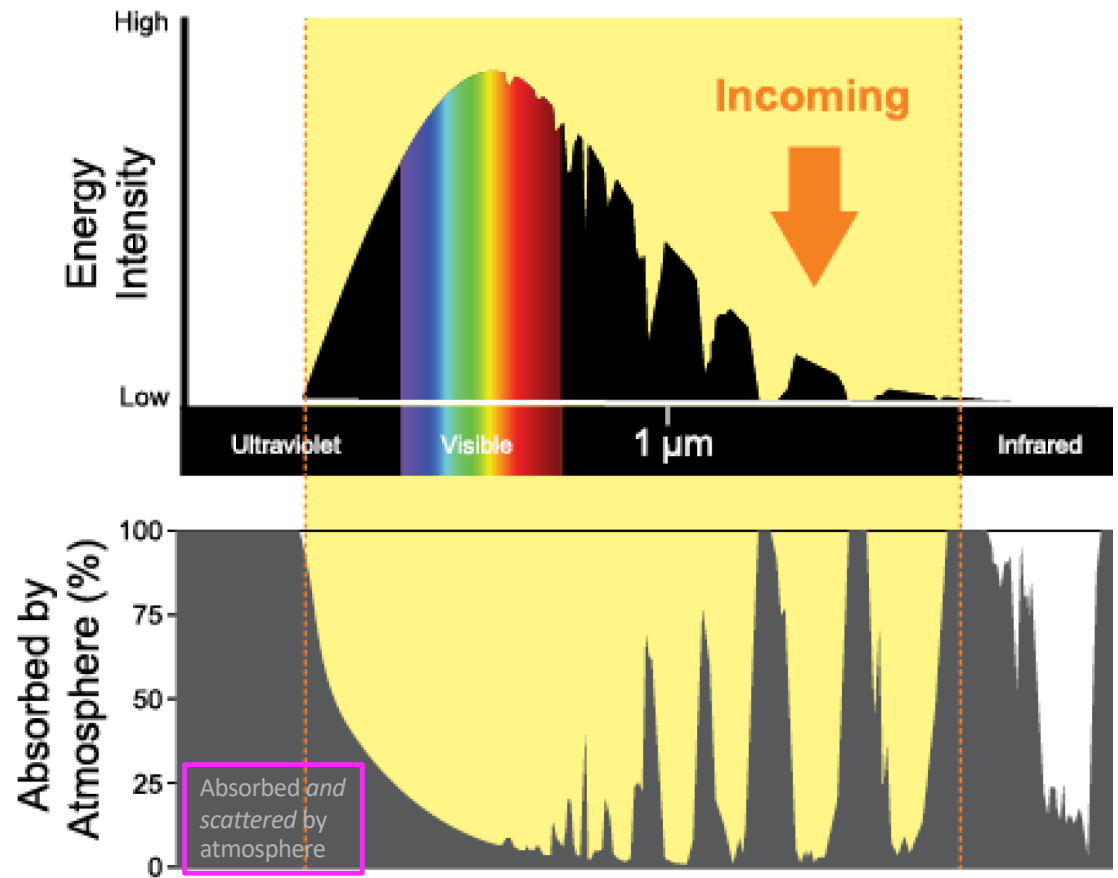 High
Energy
Intensity
Incoming
Low
Ultraviolet
Visible
1 µm
Infrared
Absorbed by
Atmosphere (%)
100
75
50
25
0
Absorbed and
scattered by
atmosphere